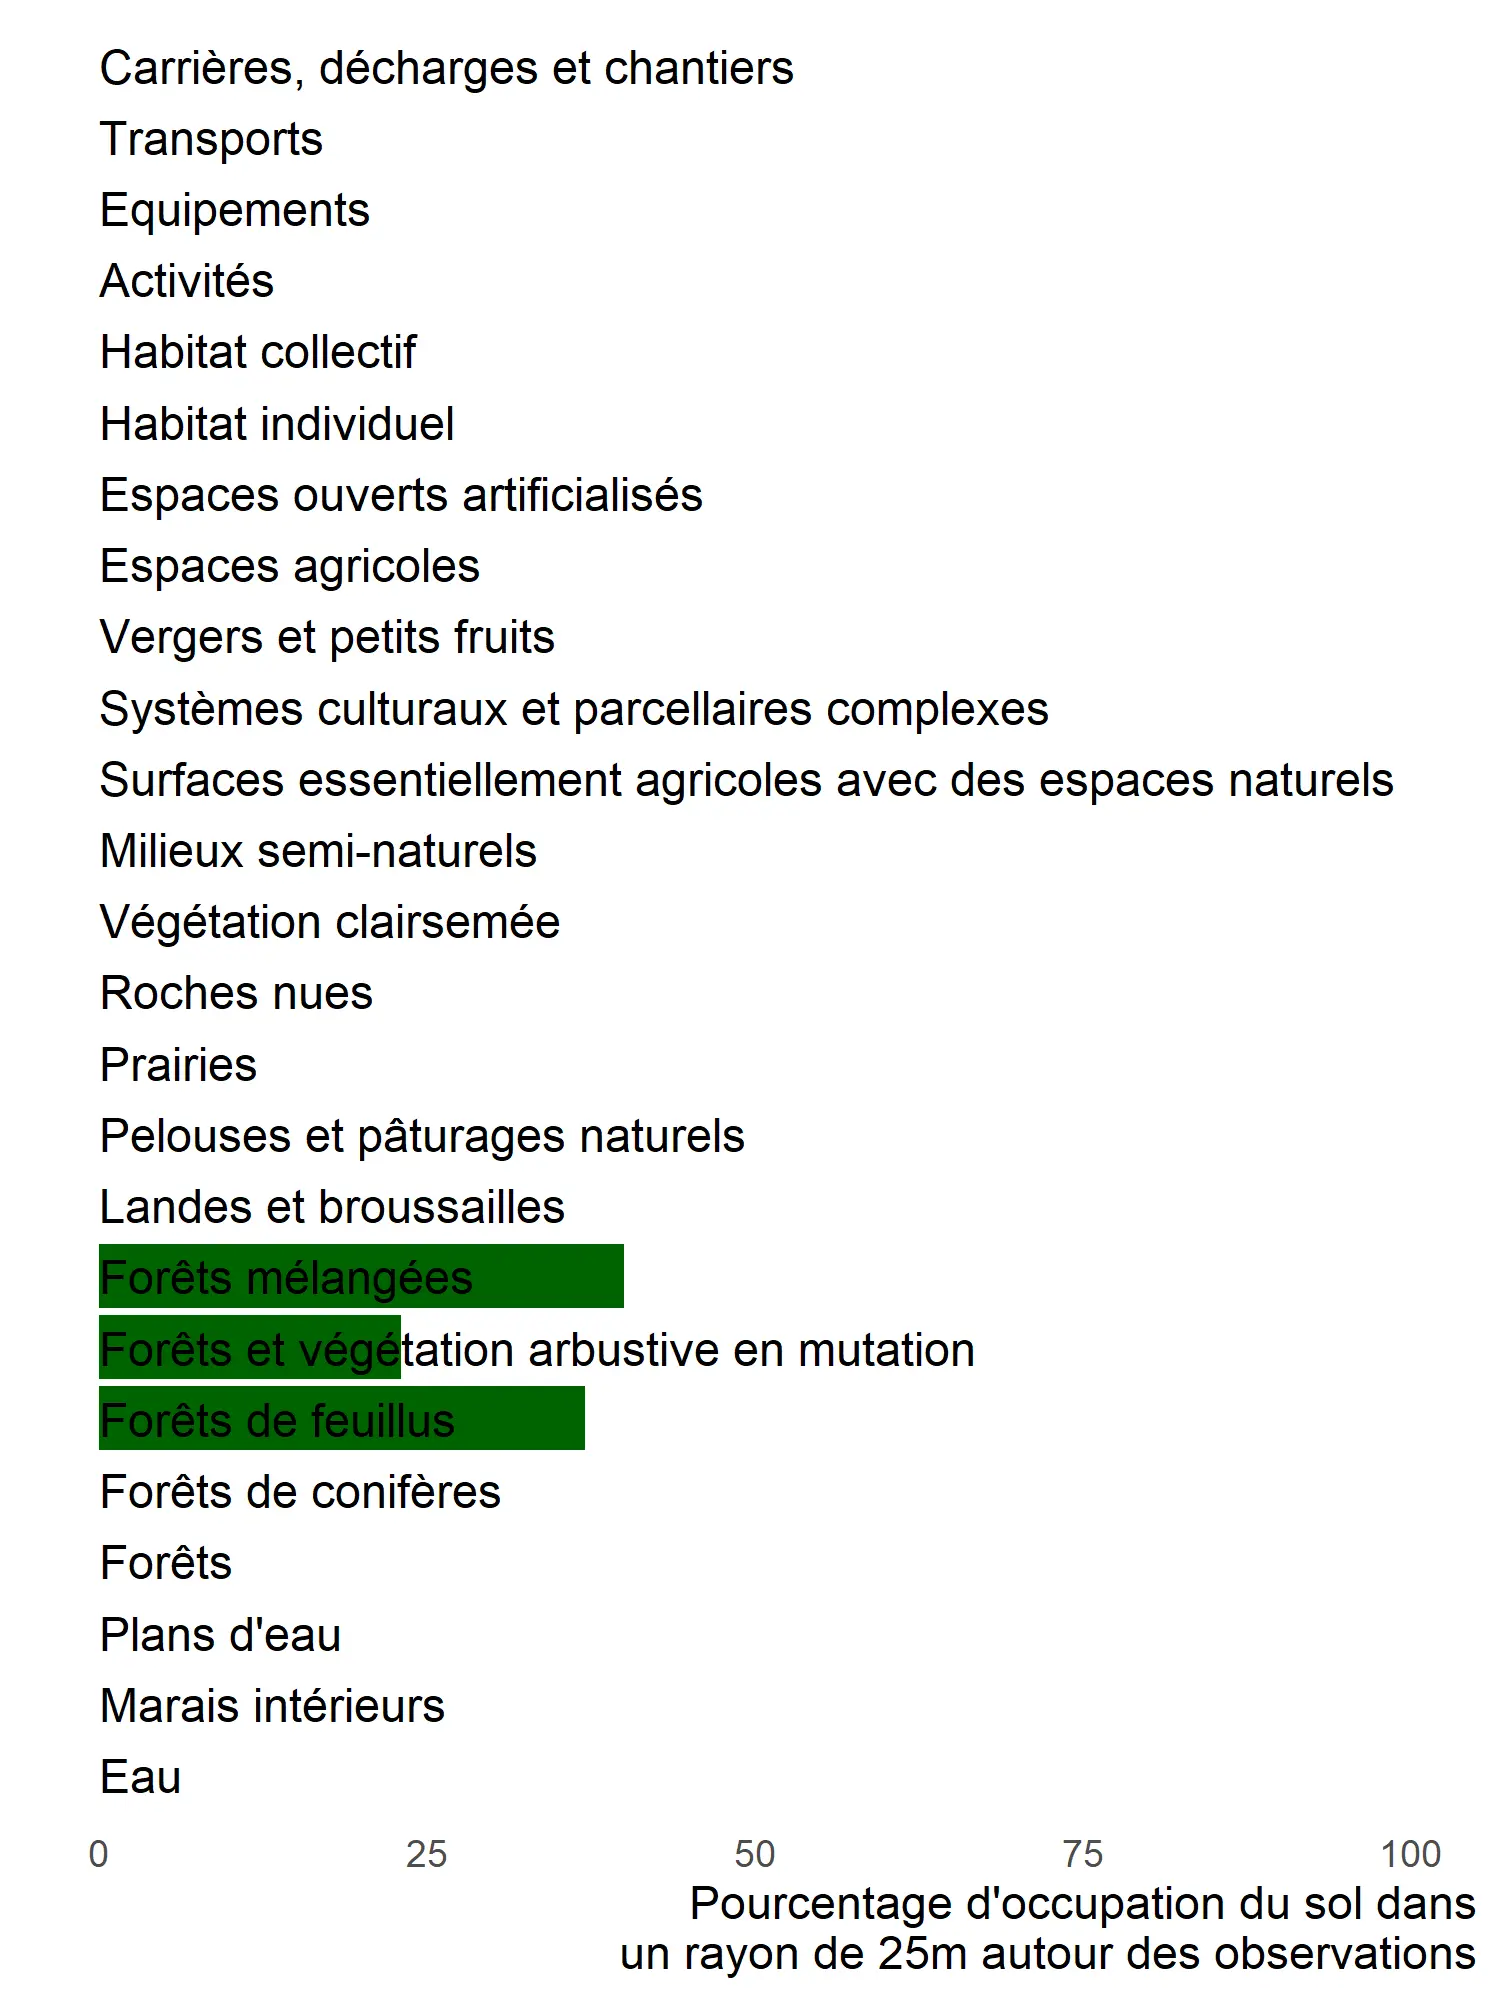 Carrières, décharges et chantiers
Transports
Equipements
Activités
Habitat collectif
Habitat individuel
Espaces ouverts artificialisés
Espaces agricoles
Vergers et petits fruits
Systèmes culturaux et parcellaires complexes
Surfaces essentiellement agricoles avec des espaces naturels
Milieux semi-naturels
Végétation clairsemée
Roches nues
Prairies
Pelouses et pâturages naturels
Landes et broussailles
Forêts mélangées
Forêts et végétation arbustive en mutation
Forêts de feuillus
Forêts de conifères
Forêts
Plans d'eau
Marais intérieurs
Eau
0 25 50 75 100
Pourcentage d'occupation du sol dans
un rayon de 25m autour des observations